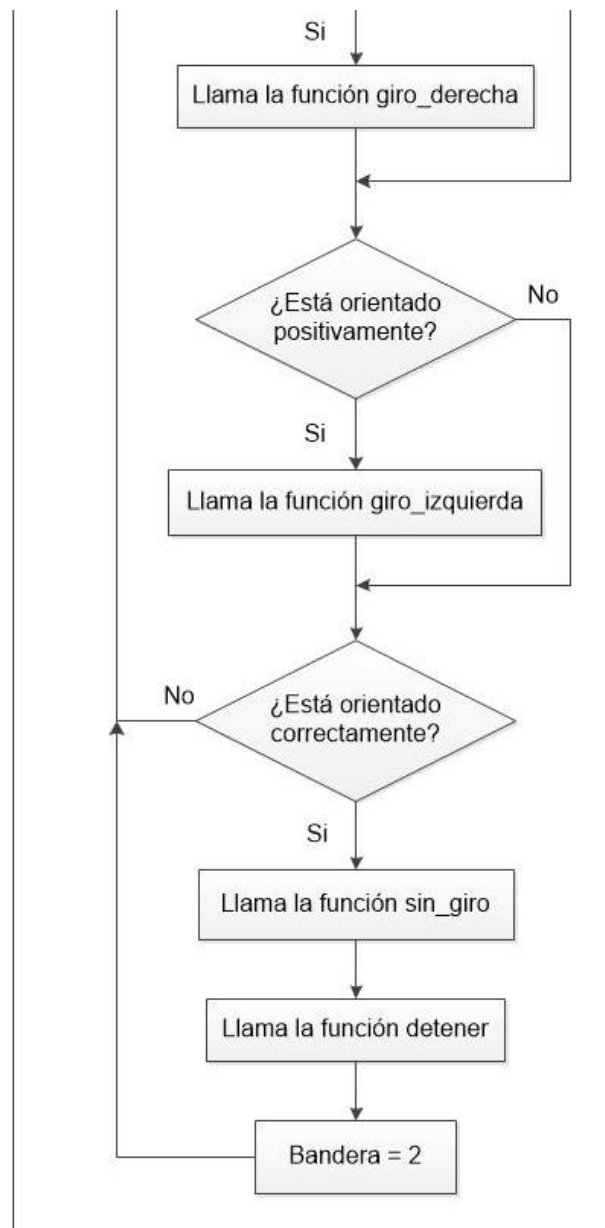 Si
Llama la función giro_derecha
¿Está orientado
positivamente?
No
Si
Llama la función giro_izquierda
No
¿Está orientado
correctamente?
Si
Llama la función sin_giro
Llama la función detener
Bandera = 2